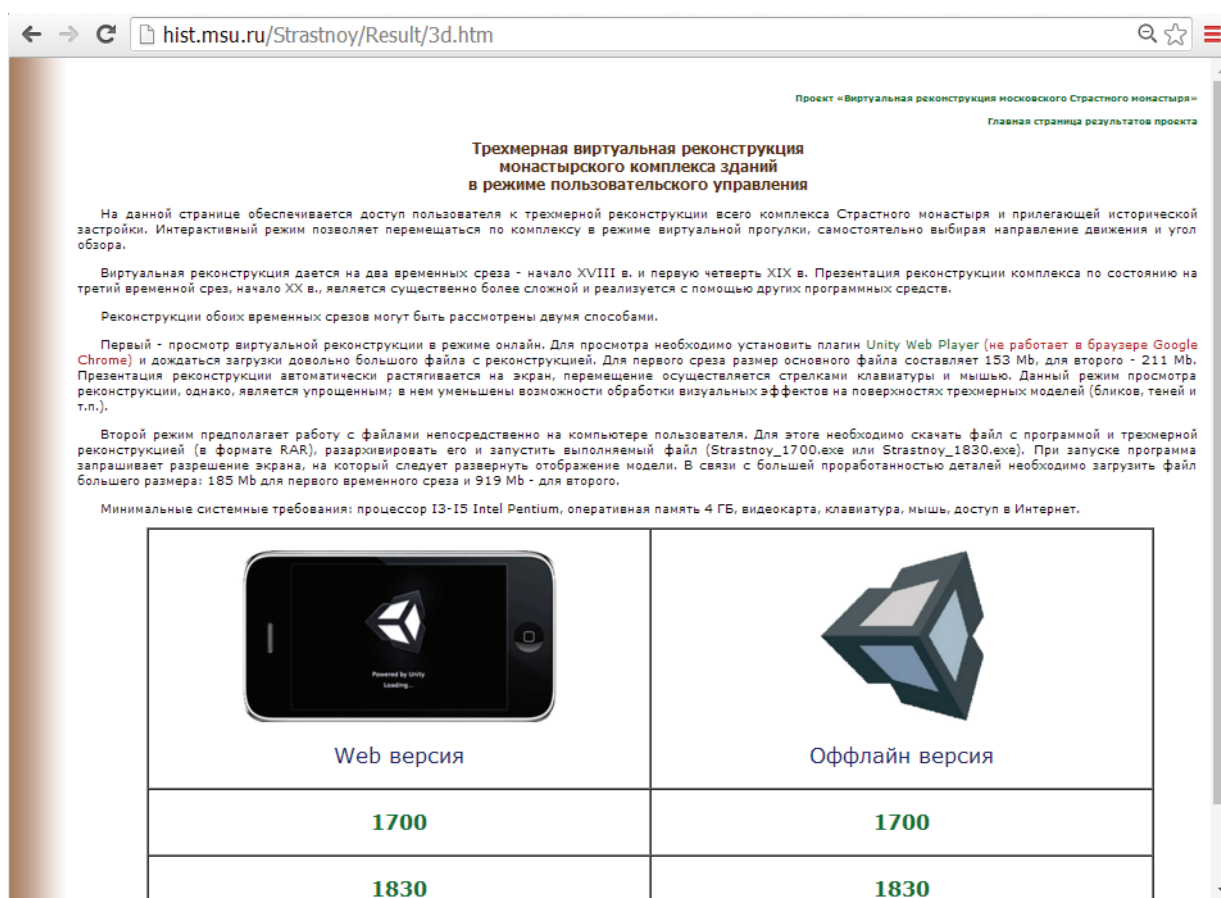 hist.msu.ru/Strastnoy/Result/3d.htm
Проект «Виртуальная реконструкция московского Страстного монастыря»
Главная страница результатов проекта
Трехмерная виртуальная реконструкция
монастырского комплекса зданий
в режиме пользовательского управления
На данной странице обеспечивается доступ пользователя к трехмерной реконструкции всего комплекса Страстного монастыря и прилегающей исторической
застройки. Интерактивный режим позволяет перемещаться по комплексу в режиме виртуальной прогулки, самостоятельно выбирая направление движения и угол
обзора.
Виртуальная реконструкция дается на два временных среза - начало XVIII в. и первую четверть XIX в. Презентация реконструкции комплекса по состоянию на
третий временной срез, начало XX в., является существенно более сложной и реализуется с помощью других программных средств.
Реконструкции обоих временных срезов могут быть рассмотрены двумя способами.
Первый - просмотр виртуальной реконструкции в режиме онлайн. Для просмотра необходимо установить плагин Unity Web Player (не работает в браузере Google
Chrome) и дождаться загрузки довольно большого файла с реконструкцией. Для первого среза размер основного файла составляет 153 Mb, для второго - 211 Mb.
Презентация реконструкции автоматически растягивается на экран, перемещение осуществляется стрелками клавиатуры и мышью. Данный режим просмотра
реконструкции, однако, является упрощенным; в нем уменьшены возможности обработки визуальных эффектов на поверхностях трехмерных моделей (бликов, теней и
т.п.).
Второй режим предполагает работу с файлами непосредственно на компьютере пользователя. Для этоге необходимо скачать файл с программой и трехмерной
реконструкцией (в формате RAR), разархивировать его и запустить выполняемый файл (Strastnoy_1700.exe или Strastnoy_1830.exe). При запуске программа
запрашивает разрешение экрана, на который следует развернуть отображение модели. В связи с большей проработанностью деталей необходимо загрузить файл
большего размера: 185 Mb для первого временного среза и 919 Mb - для второго.
Минимальные системные требования: процессор I3-I5 Intel Pentium, оперативная память 4 ГБ, видеокарта, клавиатура, мышь, доступ в Интернет.
Powered by Unity
Loading...
Web версия
Оффлайн версия
1700
1700
1830
1830